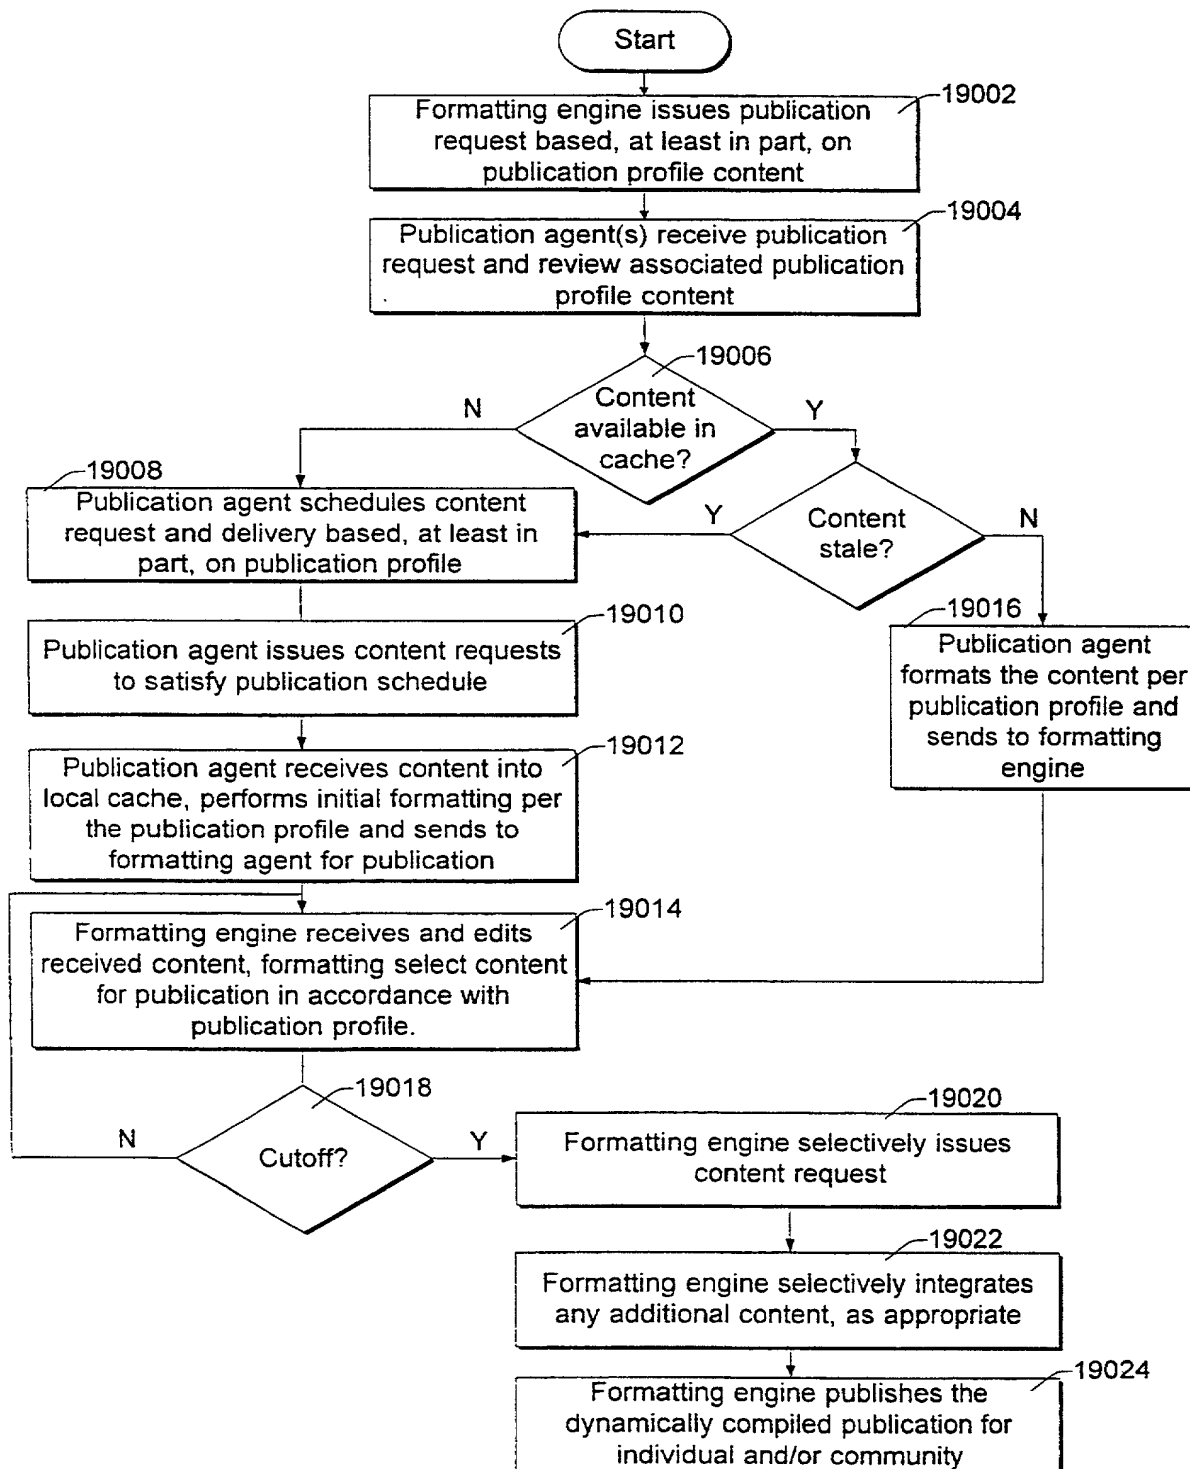 Start
19002
Formatting engine issues publication
request based, at least in part, on
publication profile content
19004
Publication agent(s) receive publication
request and review associated publication
profile content
19006
Content
available in
cache?
N
Y
19008
Publication agent schedules content
request and delivery based, at least in
part, on publication profile
Content
stale?
Y
N
19010
Publication agent issues content requests
to satisfy publication schedule
19016
Publication agent
formats the content per
publication profile and
sends to formatting
engine
19012
Publication agent receives content into
local cache, performs initial formatting per
the publication profile and sends to
formatting agent for publication
19014
Formatting engine receives and edits
received content, formatting select content
for publication in accordance with
publication profile.
19018
Cutoff?
N
Y
19020
Formatting engine selectively issues
content request
19022
Formatting engine selectively integrates
any additional content, as appropriate
19024
Formatting engine publishes the
dynamically compiled publication for
individual and/or community